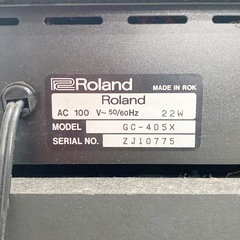 Roland MADE IN ROK
Roland
AC 100 V~50/60Hz 22W
MODEL GC-405X
SERIAL NO. ZJ10775